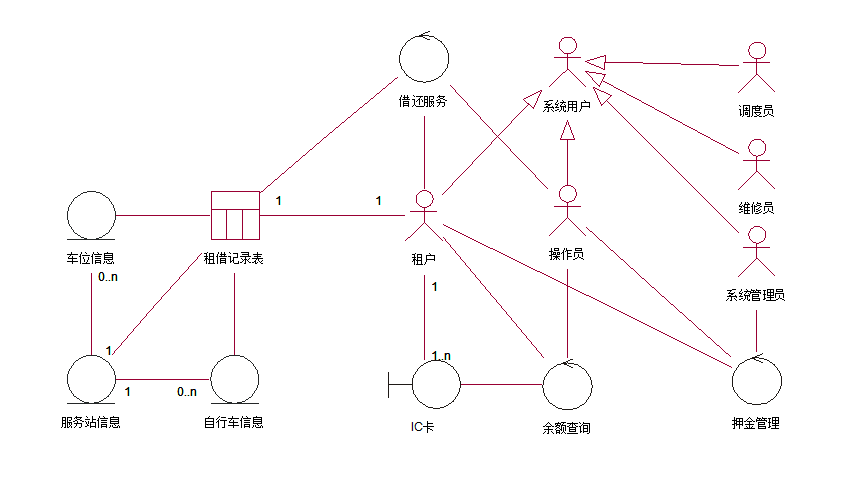 借还服务
系统用户
调度员
维修员
1
1
车位信息
租借记录表
租户
操作员
系统管理员
0..n
1
1
1..n
1
0..n
服务站信息
自行车信息
IC卡
余额查询
押金管理